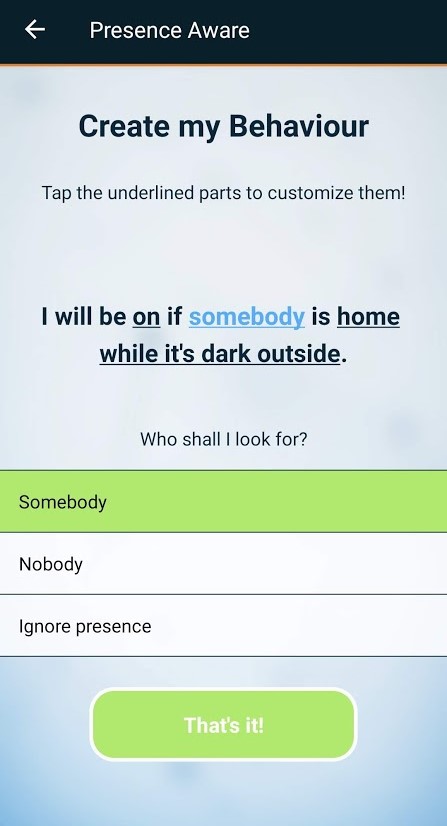 Presence Aware
Create my Behaviour
Tap the underlined parts to customize them!
I will be on if somebody is home
while it's dark outside.
Who shall I look for?
Somebody
Nobody
Ignore presence
That's it!